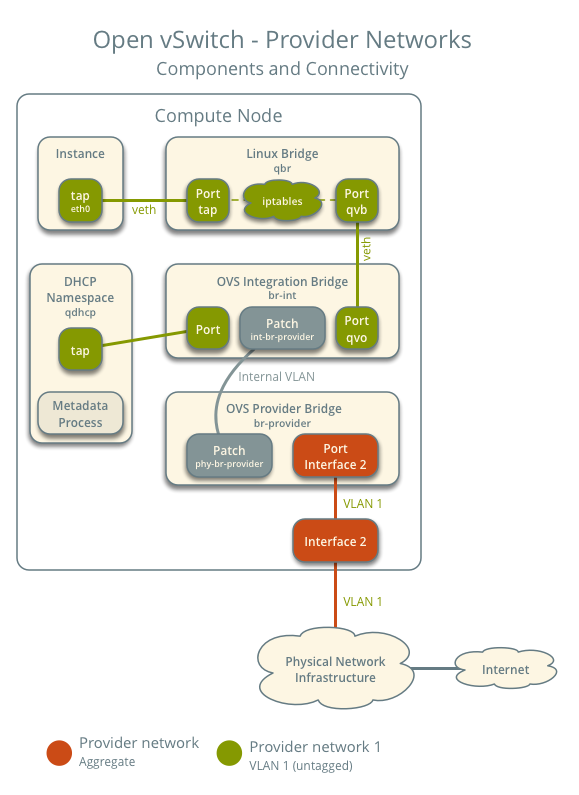 Open vSwitch - Provider Networks
Components and Connectivity
Compute Node
Instance
tap
eth0
veth
Linux Bridge
qbr
Port
tap
iptables
Port
qvb
veth
DHCP
Namespace
qdhcp
tap
Metadata
Process
OVS Integration Bridge
br-int
Port
Patch
int-br-provider
Port
qvo
Internal VLAN
OVS Provider Bridge
br-provider
Patch
phy-br-provider
Port
Interface 2
VLAN 1
Interface 2
VLAN 1
Physical Network
Infrastructure
Internet
Provider network
Aggregate
Provider network 1
VLAN 1 (untagged)